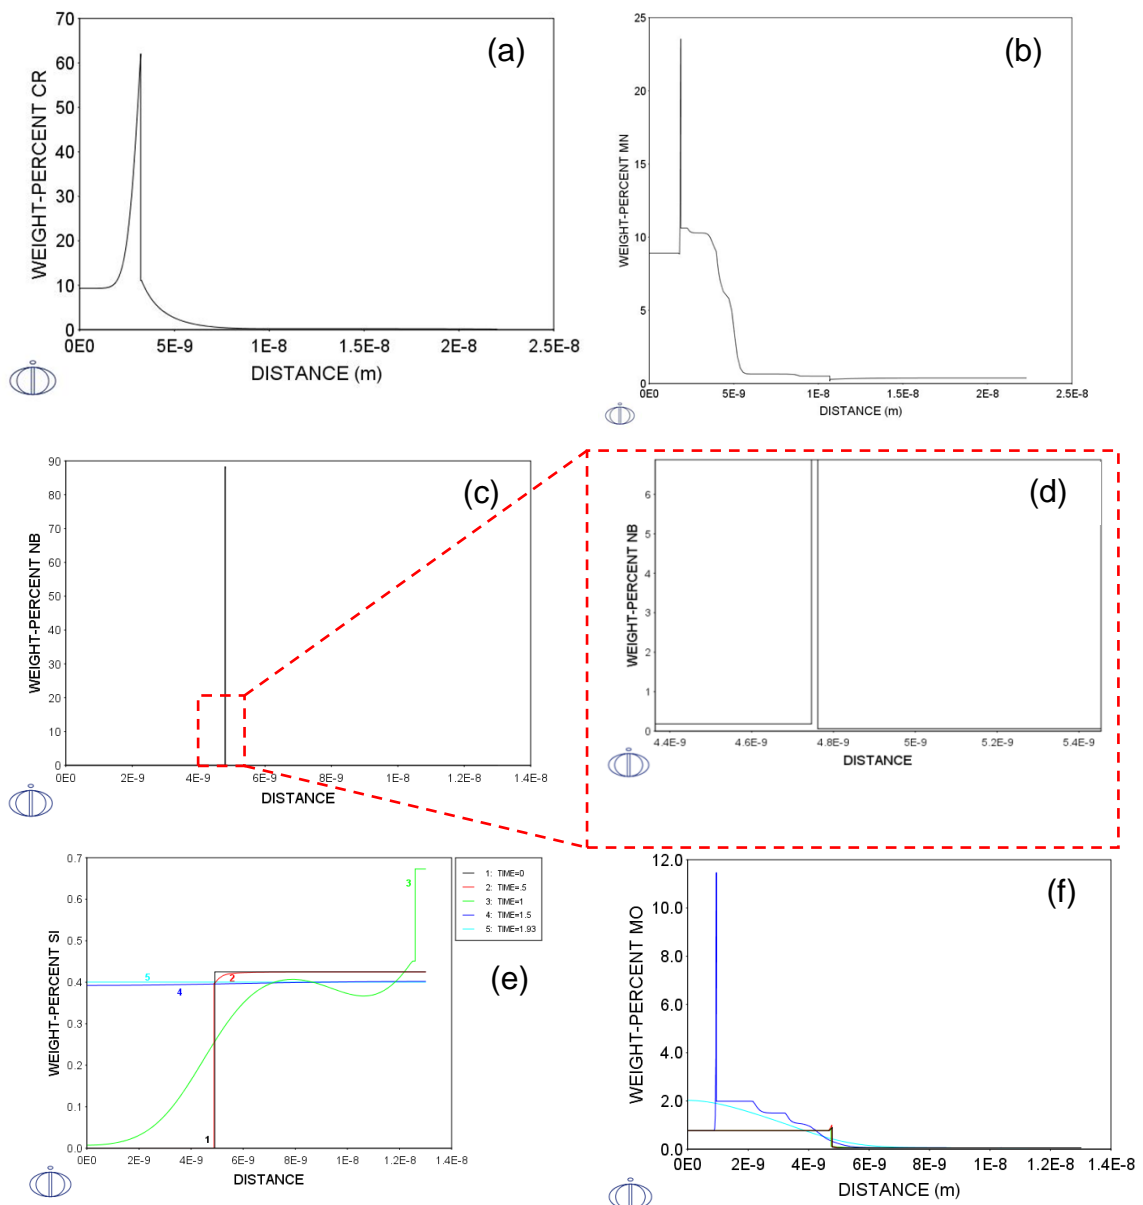 (a)
WEIGHT-PERCENT CR
70
60
50
40
30
20
10
0
0E0 5E-9 1E-8 1.5E-8 2E-8 2.5E-8
DISTANCE (m)
(b)
WEIGHT-PERCENT MN
25
20
15
10
5
0
0E0 5E-9 1E-8 1.5E-8 2E-8 2.5E-8
DISTANCE (m)
(c)
WEIGHT-PERCENT NB
90
80
70
60
50
40
30
20
10
0
0E0 2E-9 4E-9 6E-9 8E-9 1E-8 1.2E-8 1.4E-8
DISTANCE
(d)
WEIGHT-PERCENT NB
6
5
4
3
2
1
0
4.4E-9 4.6E-9 4.8E-9 5E-9 5.2E-9 5.4E-9
DISTANCE
(e)
WEIGHT-PERCENT SI
0.7
0.6
0.5
0.4
0.3
0.2
0.1
0.0
0E0 2E-9 4E-9 6E-9 8E-9 1E-8 1.2E-8 1.4E-8
DISTANCE
1: TIME=0
2: TIME=.5
3: TIME=1
4: TIME=1.5
5: TIME=1.93
3
5
2
4
1
(f)
WEIGHT-PERCENT MO
12.0
10.0
8.0
6.0
4.0
2.0
0.0
0E0 2E-9 4E-9 6E-9 8E-9 1E-8 1.2E-8 1.4E-8
DISTANCE (m)